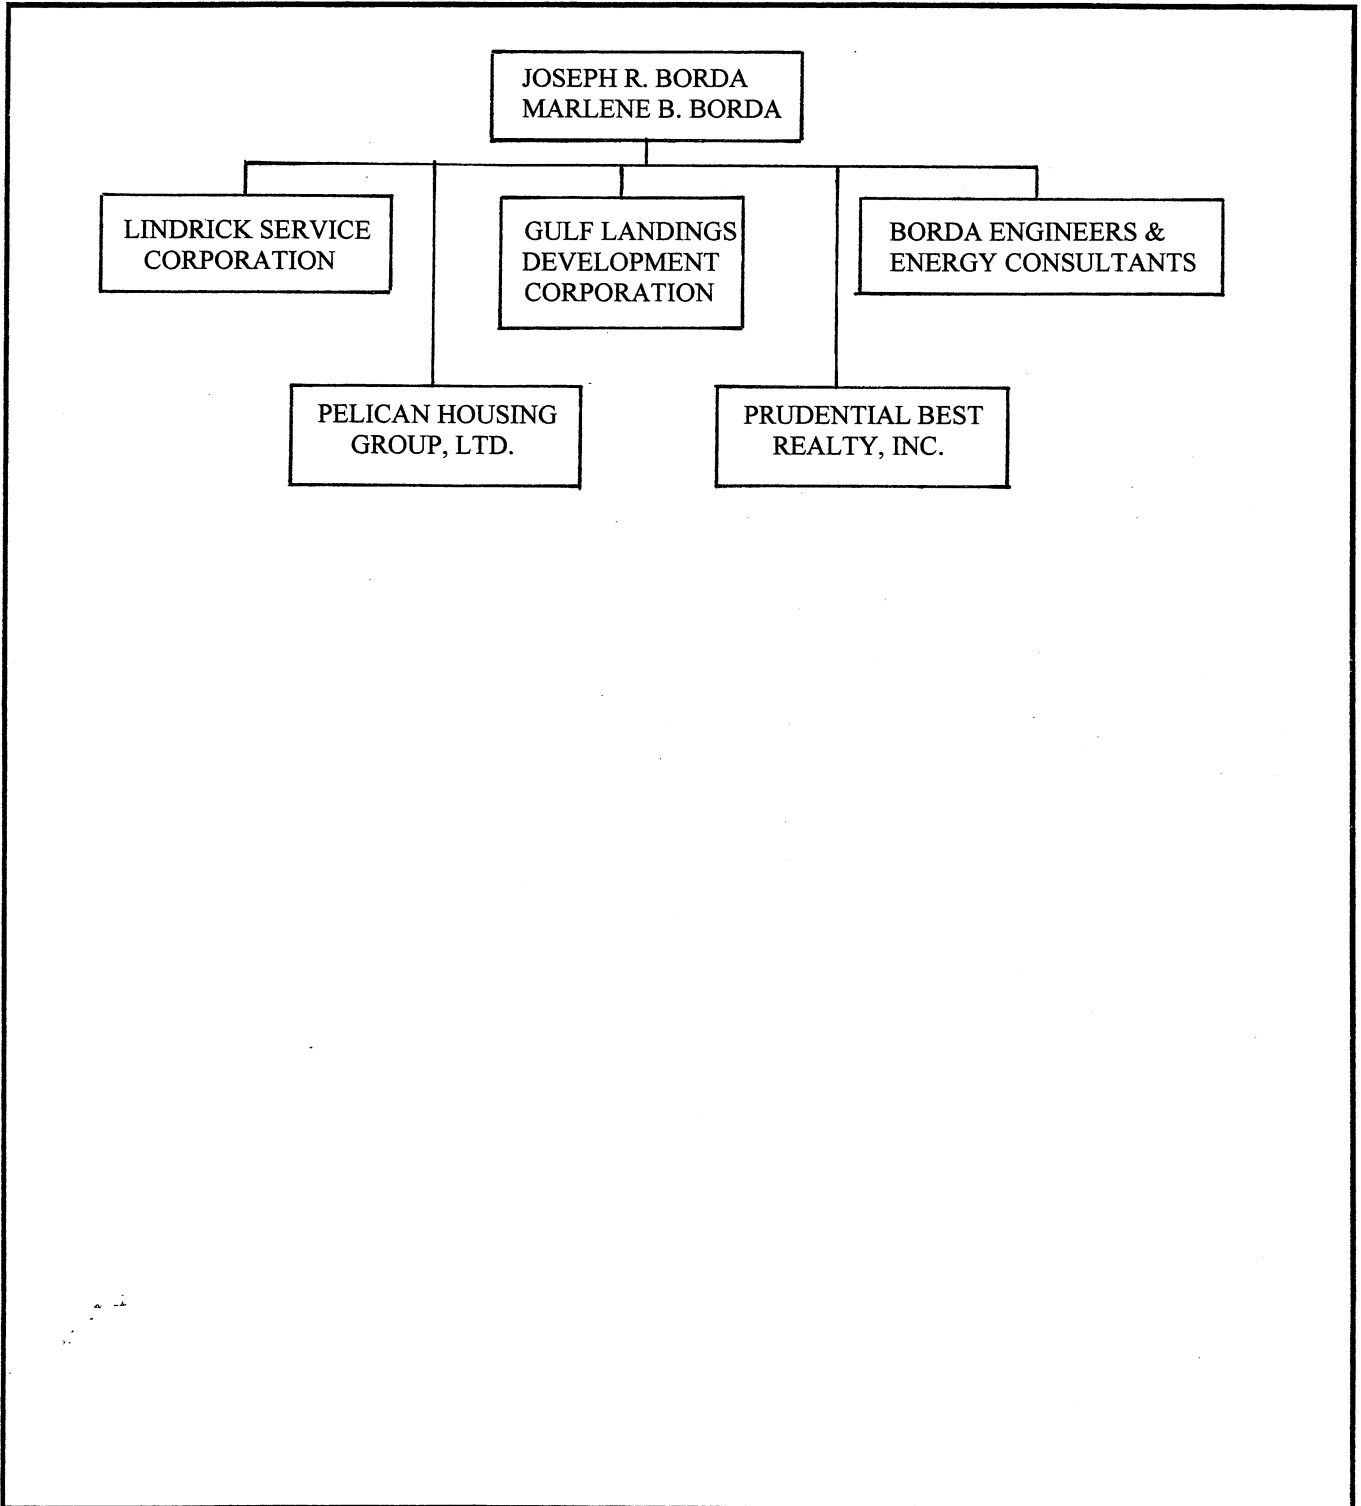 JOSEPH R. BORDA
MARLENE B. BORDA
LINDRICK SERVICE
CORPORATION
GULF LANDINGS
DEVELOPMENT
CORPORATION
BORDA ENGINEERS &
ENERGY CONSULTANTS
PELICAN HOUSING
GROUP, LTD.
PRUDENTIAL BEST
REALTY, INC.